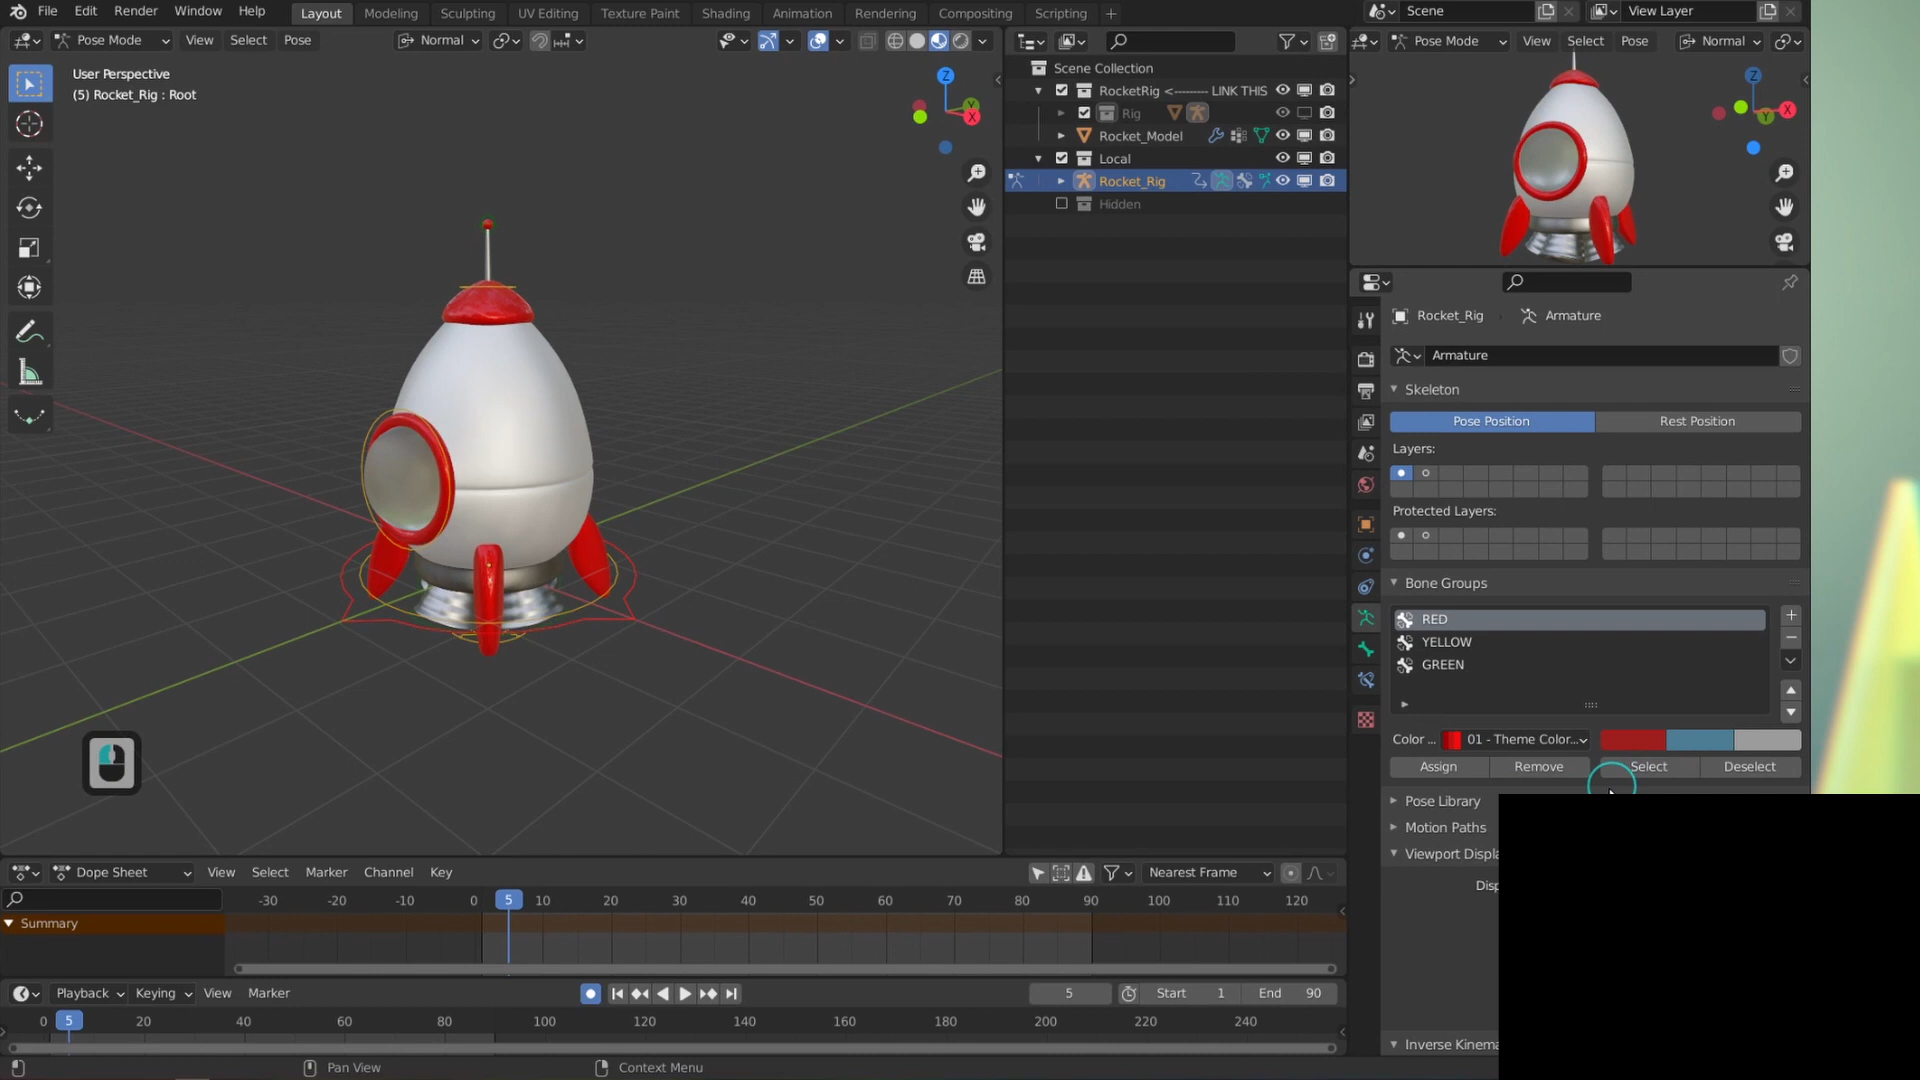 File Edit Render Window Help Layout Modeling Sculpting UV Editing Texture Paint Shading Animation Rendering Compositing Scripting Scene View Layer
Pose Mode View Select Pose Normal
User Perspective
(5) Rocket_Rig : Root
Z
Y
X
Scene Collection
RocketRig <-------- LINK THIS
Rig
Rocket_Model
Local
Rocket_Rig
Hidden
Pose Mode View Select Pose Normal
Z
Y
X
Rocket_Rig Armature
Armature
Skeleton
Pose Position Rest Position
Layers:
Protected Layers:
Bone Groups
RED
YELLOW
GREEN
Color ... 01 - Theme Color...
Assign Remove Select Deselect
Pose Library
Motion Paths
Viewport Displa
Disp
Inverse Kinema
Dope Sheet View Select Marker Channel Key Nearest Frame
-30 -20 -10 0 5 10 20 30 40 50 60 70 80 90 100 110 120
Summary
Playback Keying View Marker 5 Start 1 End 90
0 5 20 40 60 80 100 120 140 160 180 200 220 240
Pan View Context Menu